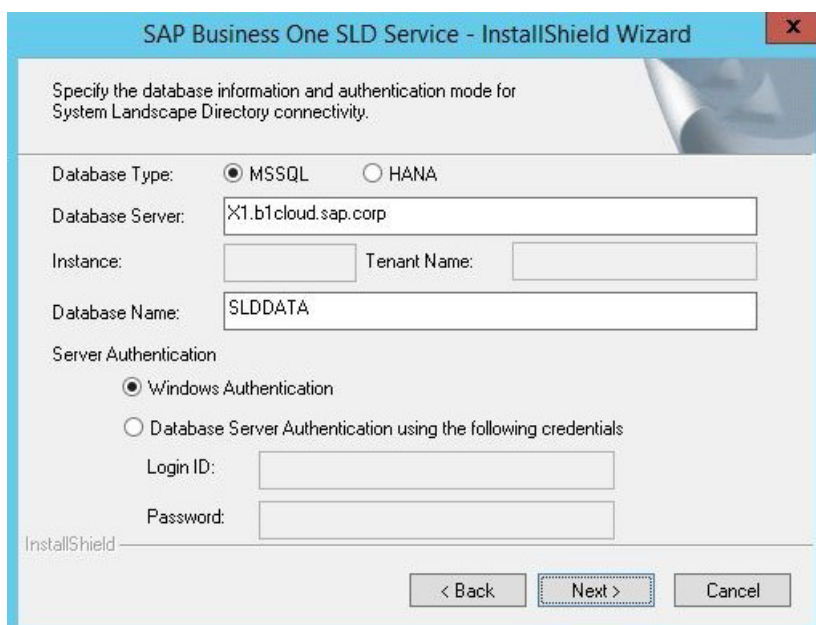 SAP Business One SLD Service - InstallShield Wizard
x
Specify the database information and authentication mode for
System Landscape Directory connectivity.
Database Type: MSSQL HANA
Database Server: X1.b1cloud.sap.corp
Instance: Tenant Name:
Database Name: SLDDATA
Server Authentication
Windows Authentication
Database Server Authentication using the following credentials
Login ID:
Password:
InstallShield
< Back Next > Cancel